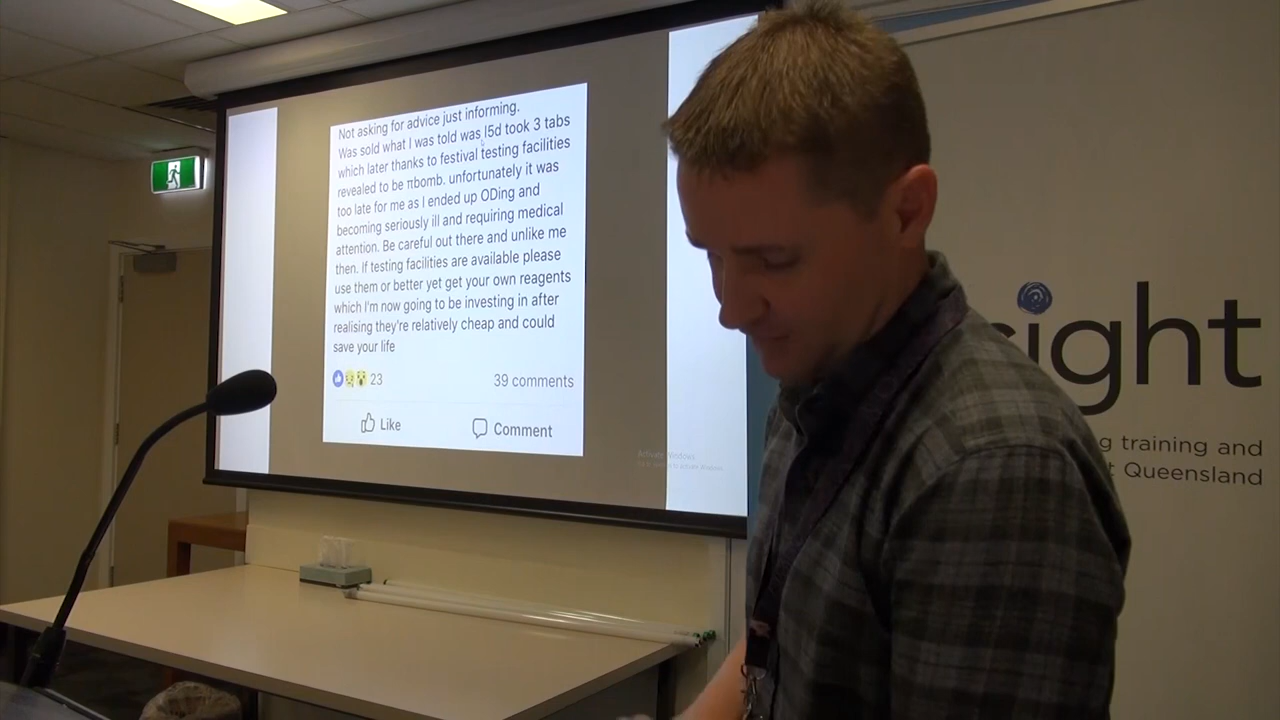 Not asking for advice just informing.
Was sold what I was told was l5d took 3 tabs
which later thanks to festival testing facilities
revealed to be πbomb. unfortunately it was
too late for me as I ended up ODing and
becoming seriously ill and requiring medical
attention. Be careful out there and unlike me
then. If testing facilities are available please
use them or better yet get your own reagents
which I'm now going to be investing in after
realising they're relatively cheap and could
save your life
23
39 comments
Like
Comment
Activate Windows
sight
g training and
t Queensland